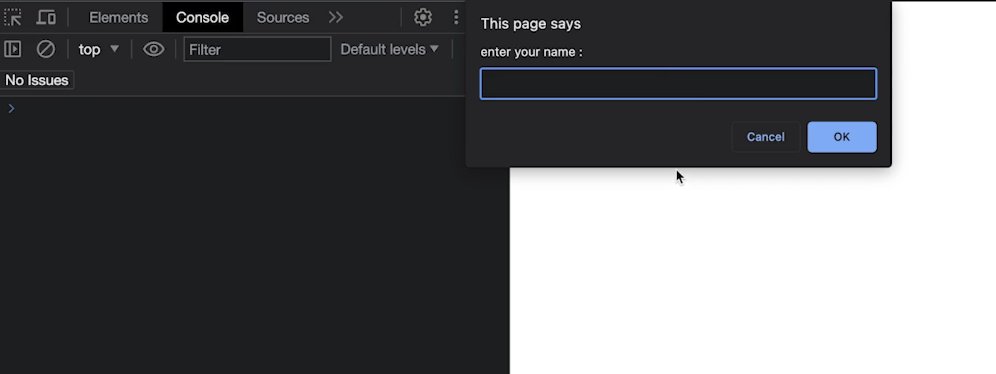 Elements Console Sources
top Filter Default levels
No Issues
This page says
enter your name :
Cancel OK